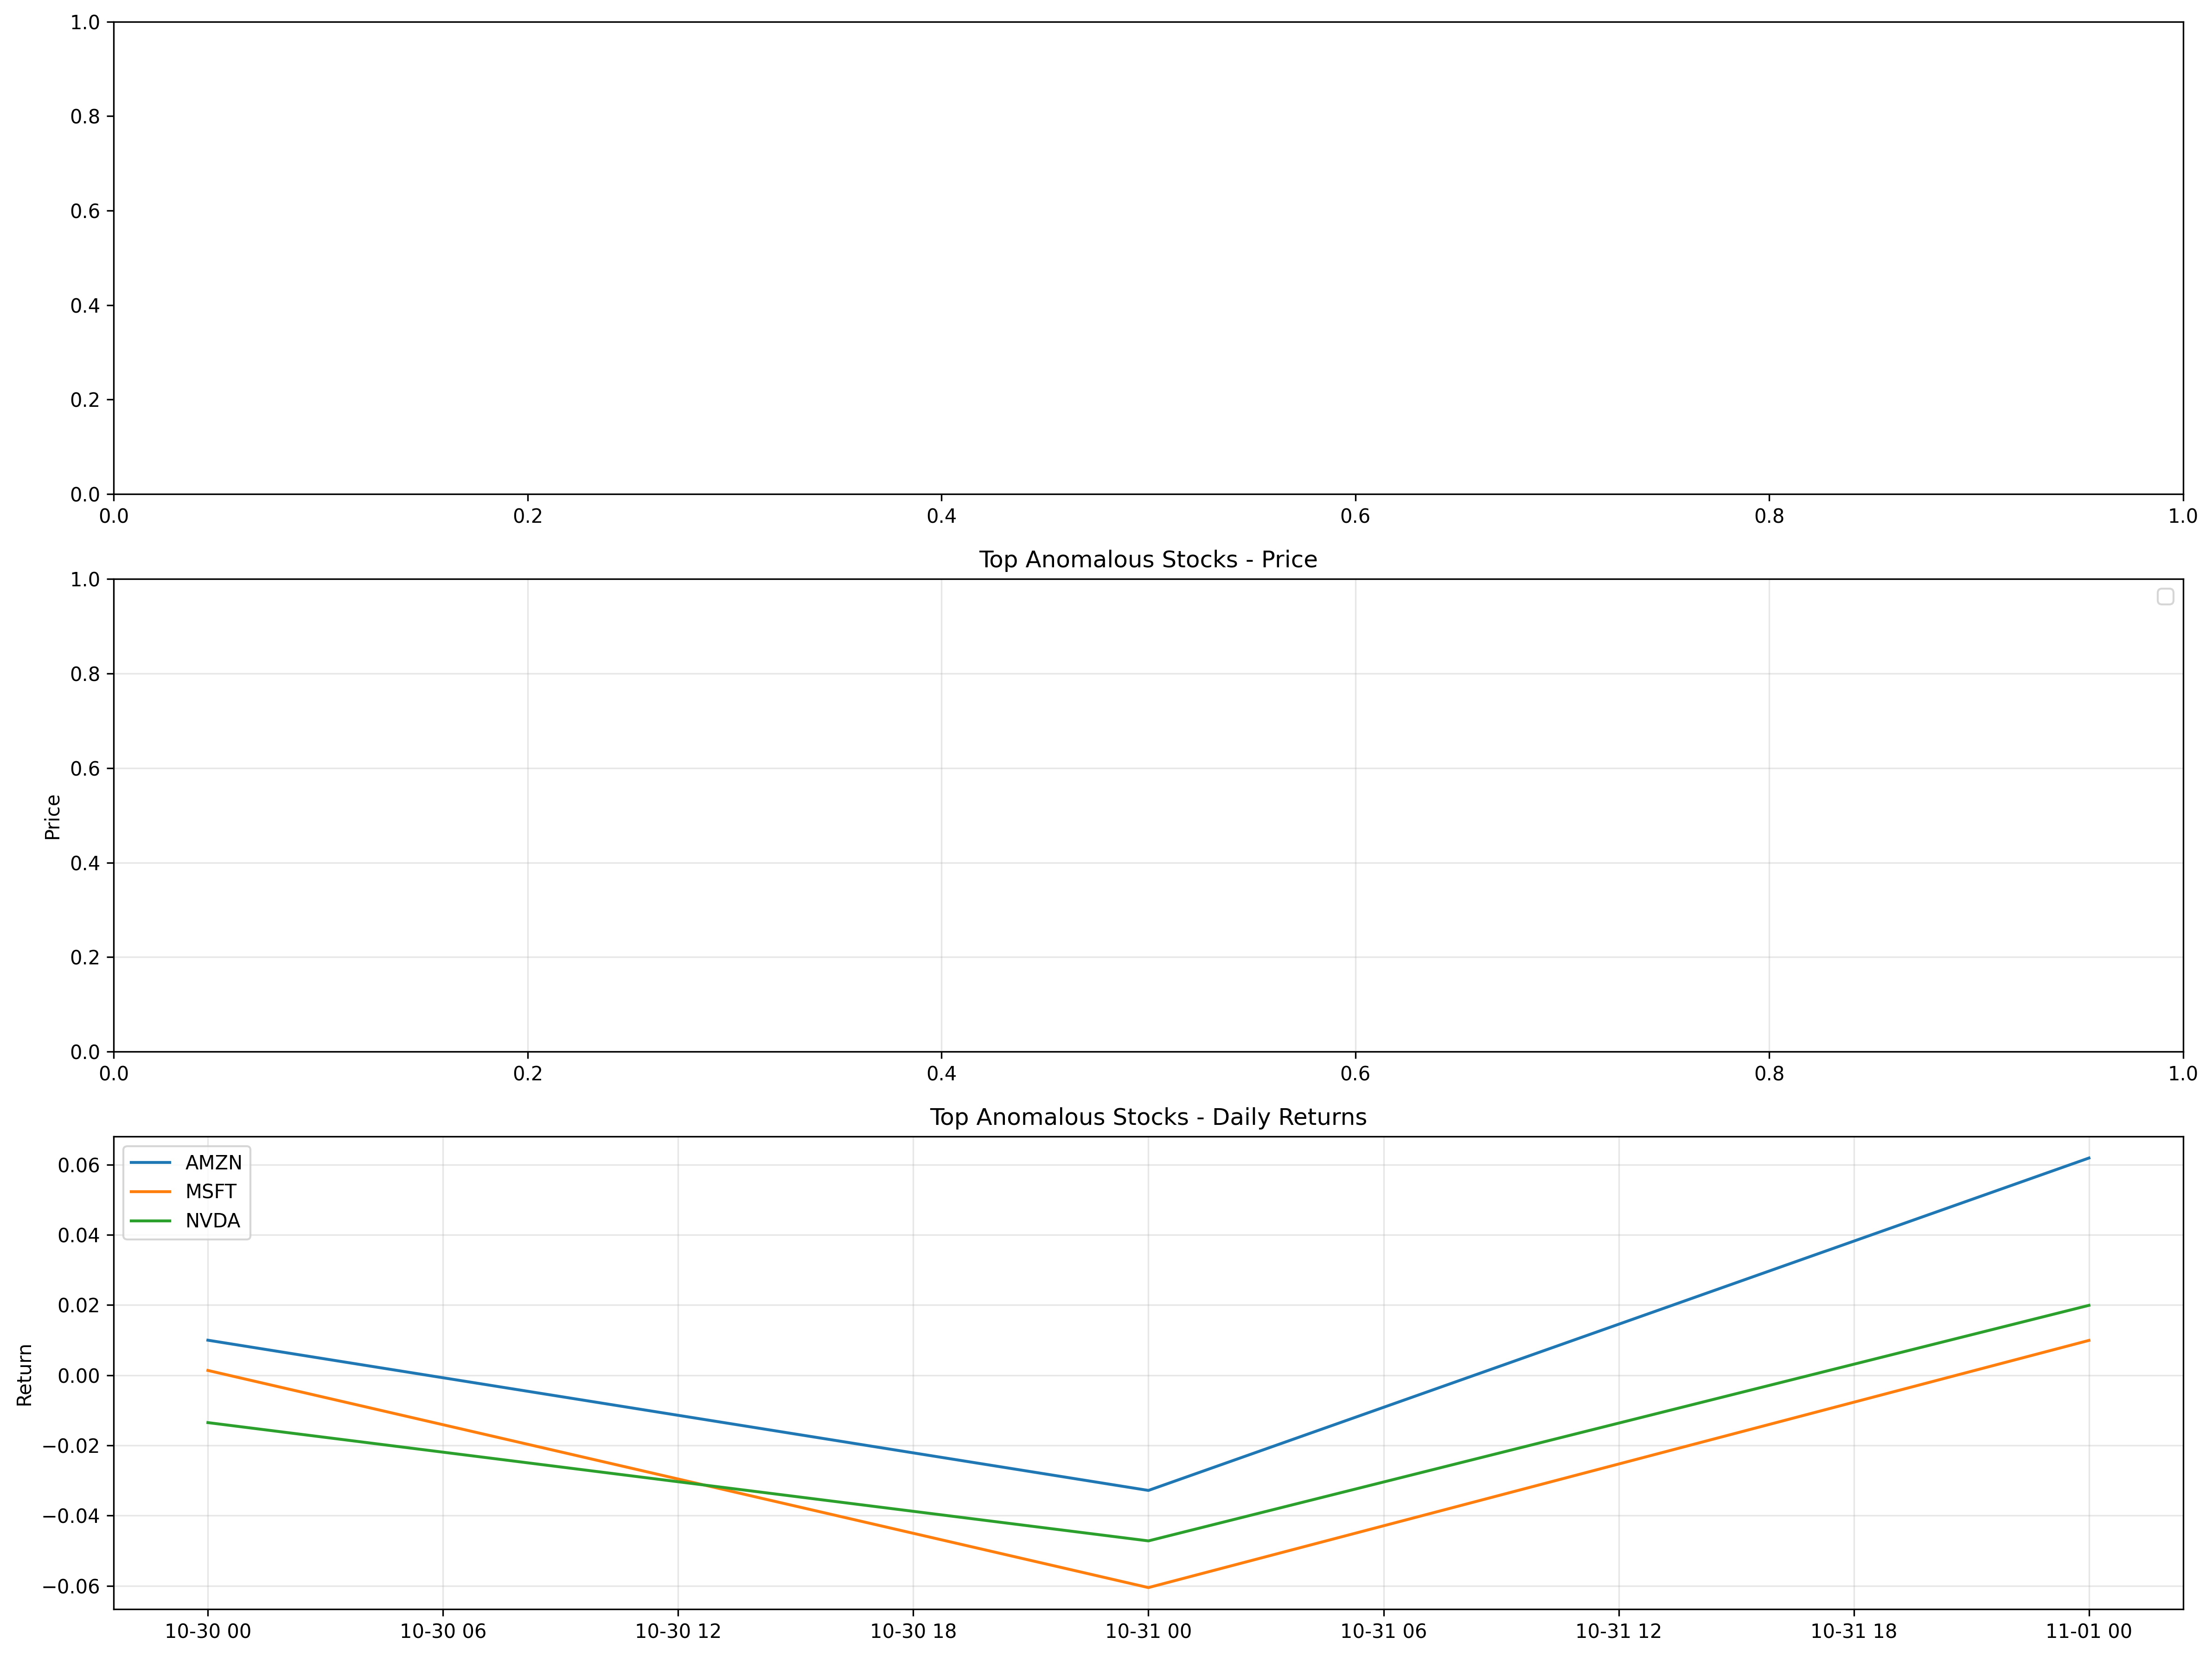 1.0
0.8
0.6
0.4
0.2
0.0
0.0 0.2 0.4 0.6 0.8 1.0
Top Anomalous Stocks - Price
1.0
0.8
0.6
0.4
0.2
0.0
Price
0.0 0.2 0.4 0.6 0.8 1.0
Top Anomalous Stocks - Daily Returns
AMZN
MSFT
NVDA
0.06
0.04
0.02
0.00
−0.02
−0.04
−0.06
Return
10-30 00 10-30 06 10-30 12 10-30 18 10-31 00 10-31 06 10-31 12 10-31 18 11-01 00